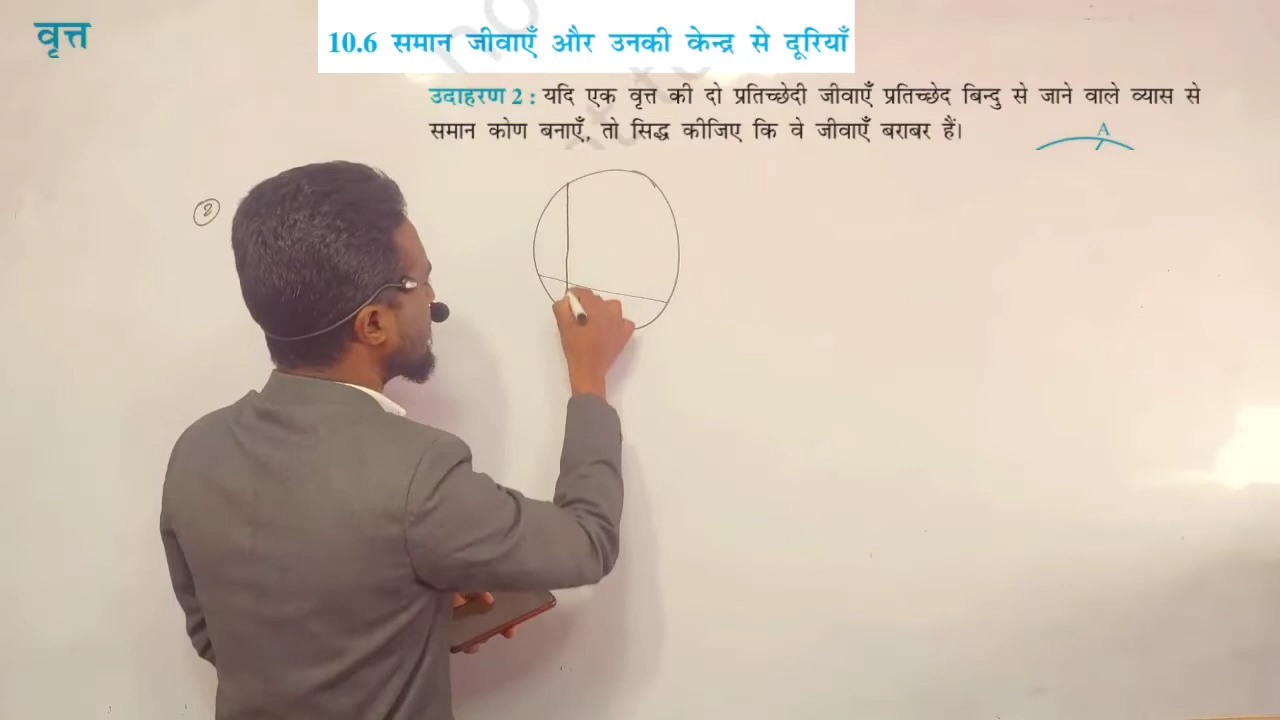 वृत्त
10.6 समान जीवाएँ और उनकी केन्द्र से दूरियाँ
उदाहरण 2 : यदि एक वृत्त की दो प्रतिच्छेदी जीवाएँ प्रतिच्छेद बिन्दु से जाने वाले व्यास से
समान कोण बनाएँ, तो सिद्ध कीजिए कि वे जीवाएँ बराबर हैं।
A
2